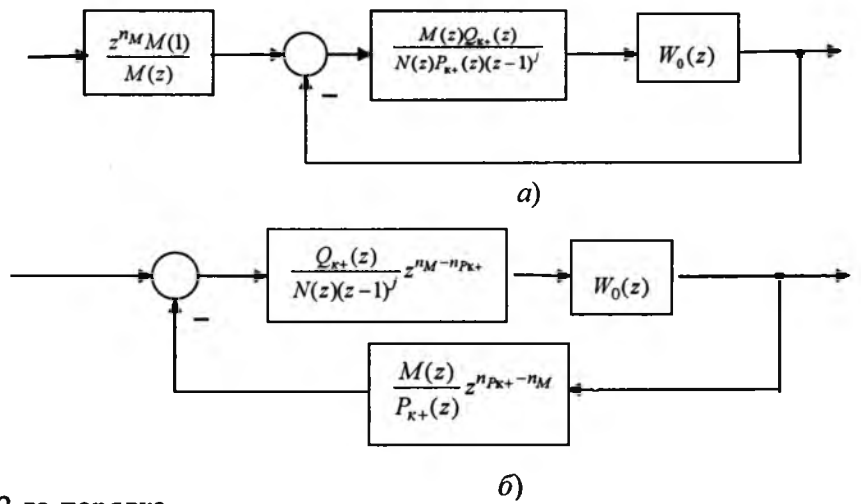 z^{n_M} M(1)
M(z)
M(z)Q_{к+}(z)
N(z)P_{к+}(z)(z−1)^j
W_0(z)
−
а)
Q_{к+}(z)
N(z)(z−1)^j
z^{n_M−n_{Pк+}}
W_0(z)
−
M(z)
P_{к+}(z)
z^{n_{Pк+}−n_M}
б)